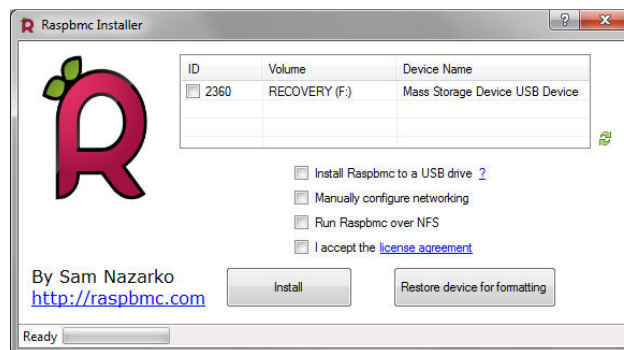 Raspbmc Installer
ID Volume Device Name
2360 RECOVERY (F:) Mass Storage Device USB Device
Install Raspbmc to a USB drive ?
Manually configure networking
Run Raspbmc over NFS
I accept the license agreement
By Sam Nazarko
http://raspbmc.com
Install
Restore device for formatting
Ready